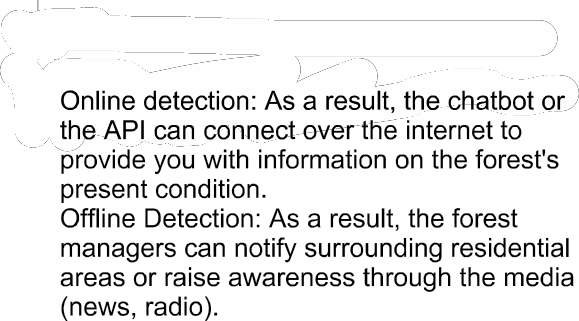 Online detection: As a result, the chatbot or
the API can connect over the internet to
provide you with information on the forest's
present condition.
Offline Detection: As a result, the forest
managers can notify surrounding residential
areas or raise awareness through the media
(news, radio).